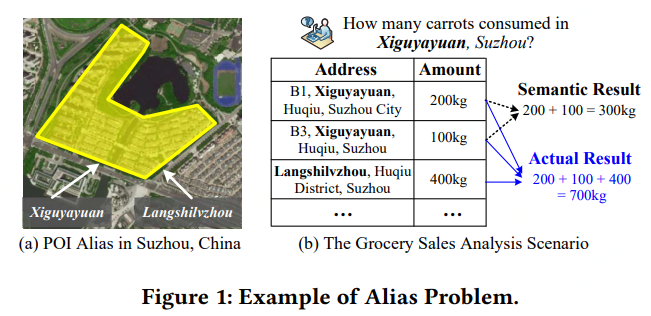 Xiguyayuan
Langshilvzhou
(a) POI Alias in Suzhou, China
How many carrots consumed in
Xiguyayuan, Suzhou?
Address Amount
B1, Xiguyayuan,
Huqiu, Suzhou City
200kg
B3, Xiguyayuan,
Huqiu, Suzhou
100kg
Langshilvzhou, Huqiu
District, Suzhou
400kg
... ...
Semantic Result
200 + 100 = 300kg
Actual Result
200 + 100 + 400
= 700kg
(b) The Grocery Sales Analysis Scenario
Figure 1: Example of Alias Problem.